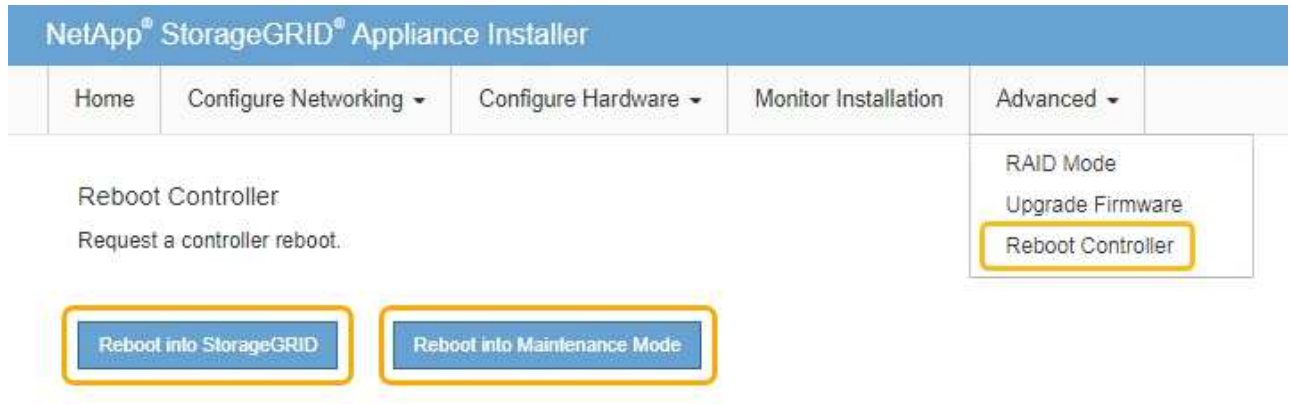 NetApp® StorageGRID® Appliance Installer
Home Configure Networking Configure Hardware Monitor Installation Advanced
RAID Mode
Upgrade Firmware
Reboot Controller
Reboot Controller
Request a controller reboot.
Reboot into StorageGRID Reboot into Maintenance Mode